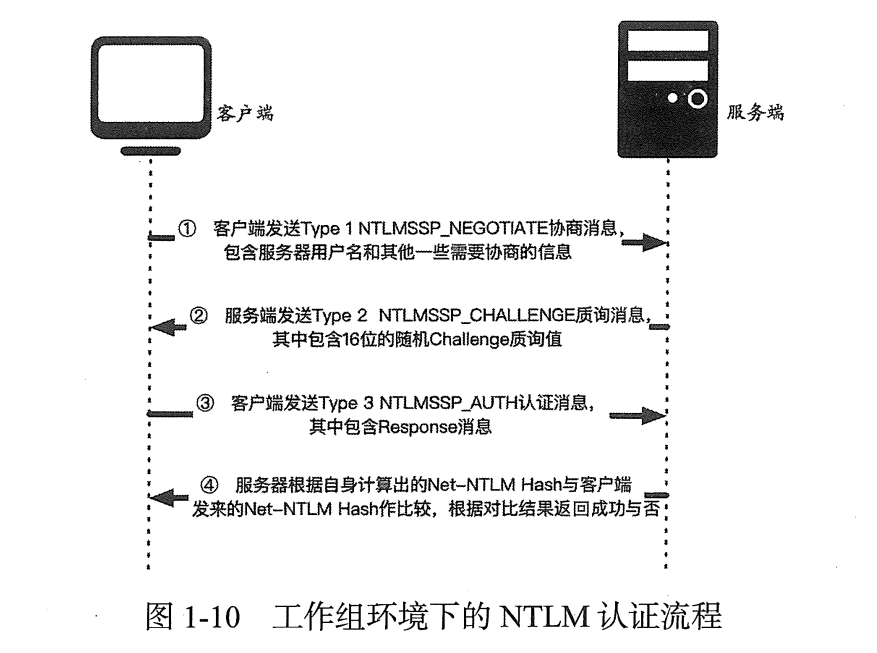 客户端
服务端
① 客户端发送Type 1 NTLMSSP_NEGOTIATE协商消息，
包含服务器用户名和其他一些需要协商的信息
② 服务端发送Type 2 NTLMSSP_CHALLENGE质询消息，
其中包含16位的随机Challenge质询值
③ 客户端发送Type 3 NTLMSSP_AUTH认证消息，
其中包含Response消息
④ 服务器根据自身计算出的Net-NTLM Hash与客户端
发来的Net-NTLM Hash作比较，根据对比结果返回成功与否
图 1-10 工作组环境下的 NTLM 认证流程